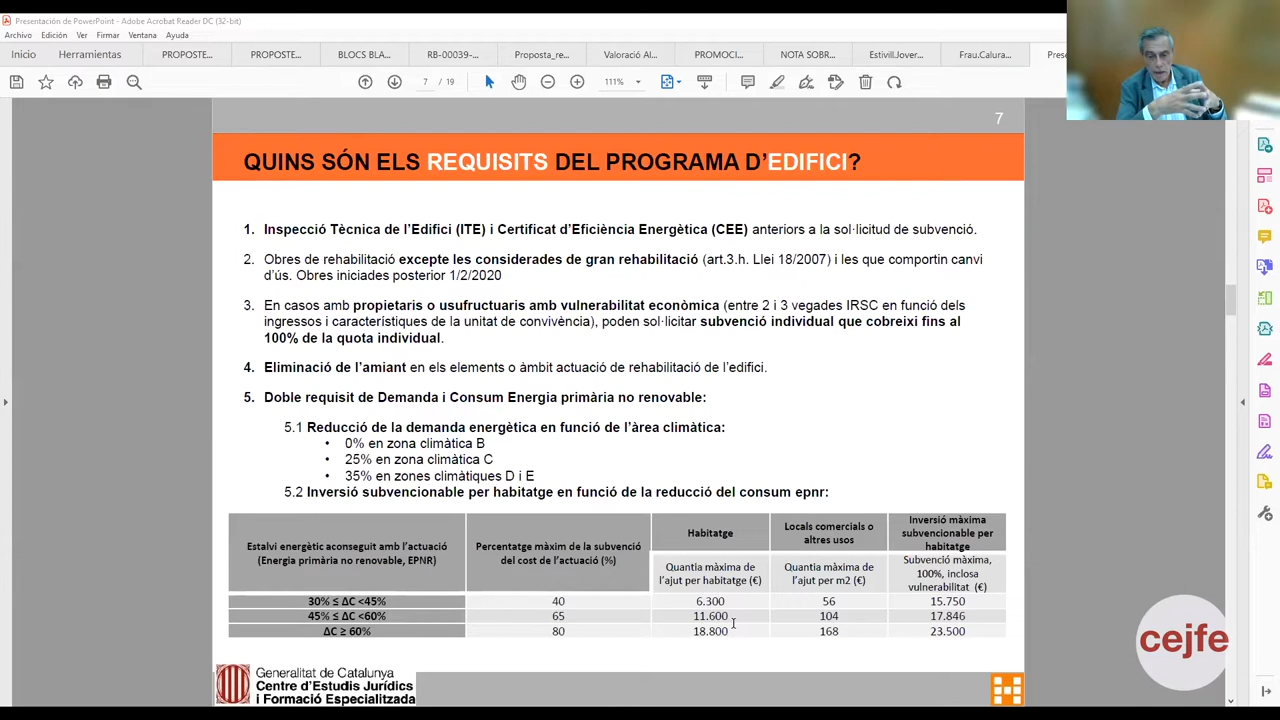 Presentación de PowerPoint - Adobe Acrobat Reader DC (32-bit)
Archivo Edición Ver Firmar Ventana Ayuda
Inicio Herramientas PROPOSTE... PROPOSTE... BLOCS BLA... RB-00039-... Proposta_re... Valoració Al... PROMOCI... NOTA SOBR... Estivill.Jover... Frau.Calura... Prese
7 / 19 111%
7
QUINS SÓN ELS REQUISITS DEL PROGRAMA D'EDIFICI?
1. Inspecció Tècnica de l'Edifici (ITE) i Certificat d'Eficiència Energètica (CEE) anteriors a la sol·licitud de subvenció.
2. Obres de rehabilitació excepte les considerades de gran rehabilitació (art.3.h. Llei 18/2007) i les que comportin canvi
d'ús. Obres iniciades posterior 1/2/2020
3. En casos amb propietaris o usufructuaris amb vulnerabilitat econòmica (entre 2 i 3 vegades IRSC en funció dels
ingressos i característiques de la unitat de convivència), poden sol·licitar subvenció individual que cobreixi fins al
100% de la quota individual.
4. Eliminació de l'amiant en els elements o àmbit actuació de rehabilitació de l'edifici.
5. Doble requisit de Demanda i Consum Energia primària no renovable:
5.1 Reducció de la demanda energètica en funció de l'àrea climàtica:
• 0% en zona climàtica B
• 25% en zona climàtica C
• 35% en zones climàtiques D i E
5.2 Inversió subvencionable per habitatge en funció de la reducció del consum epnr:
Estalvi energètic aconseguit amb l'actuació
(Energia primària no renovable, EPNR)
Percentatge màxim de la subvenció
del cost de l'actuació (%)
Habitatge
Locals comercials o
altres usos
Inversió màxima
subvencionable per
habitatge
Quantia màxima de
l'ajut per habitatge (€)
Quantia màxima de
l'ajut per m2 (€)
Subvenció màxima,
100%, inclosa
vulnerabilitat (€)
30% ≤ ΔC <45% 40 6.300 56 15.750
45% ≤ ΔC <60% 65 11.600 104 17.846
ΔC ≥ 60% 80 18.800 168 23.500
Generalitat de Catalunya
Centre d'Estudis Jurídics
i Formació Especialitzada
cejfe